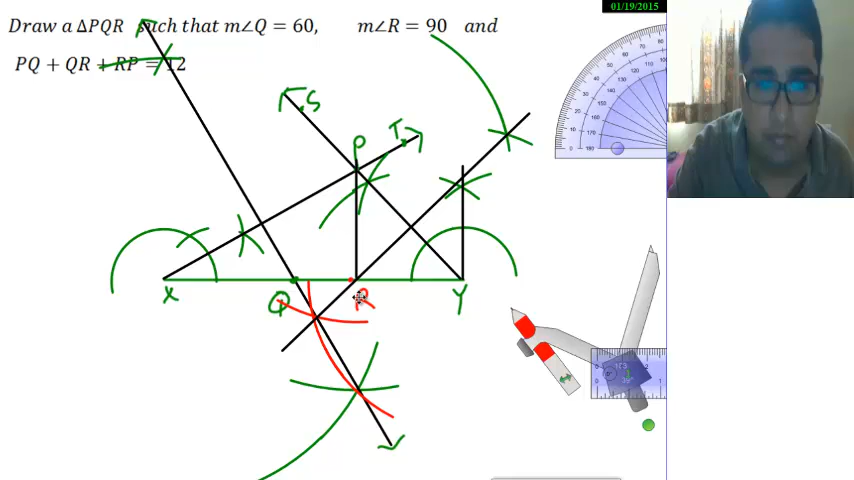 01/19/2015
Draw a ΔPQR such that m∠Q = 60, m∠R = 90 and
PQ + QR + RP = 12
S
P
T
X
Q
R
Y